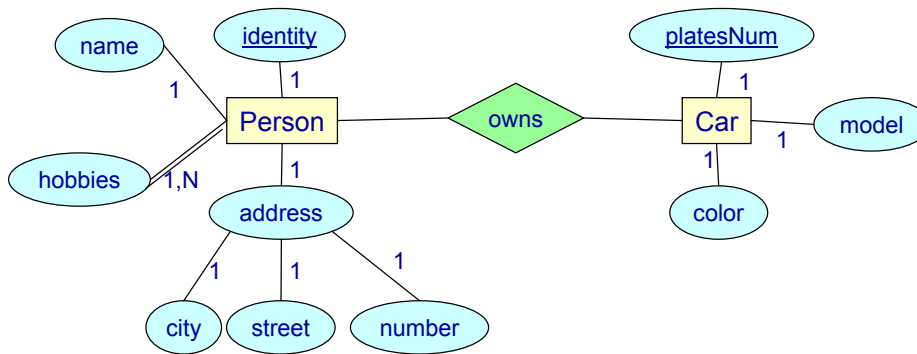 name
identity
platesNum
1
1
1
Person
owns
Car
model
1
hobbies
1,N
1
1
address
color
1
1
1
city
street
number